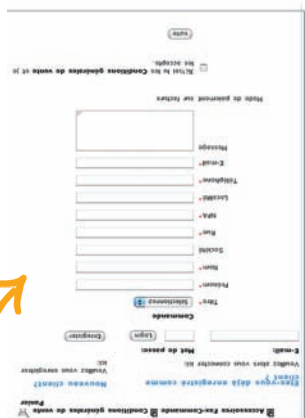 Accessoires Fax-Commande Conditions générales de vente
Panier
Êtes-vous déjà enregistré comme client ?
Nouveau client?
Veuillez alors vous connecter ici:
Veuillez vous enregistrer ici:
E-mail:
Mot de passe:
Login
Enregistrer
Commande
Titre * Sélectionnez
Prénom *
Nom *
Société
Rue *
NPA *
Localité *
Téléphone *
E-mail *
Message
Mode de paiement sur facture
J'ai lu les Conditions générales de vente et je
les accepte.